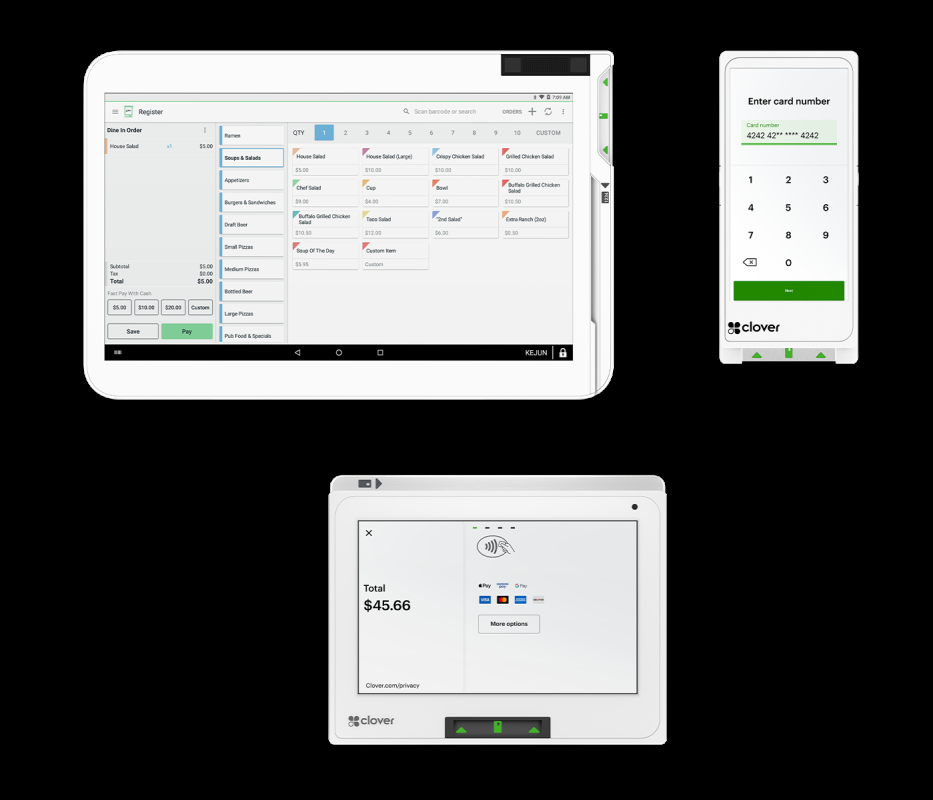 7:09 AM
Register
Scan barcode or search
ORDERS
Dine In Order
House Salad x1 $5.00
Subtotal $5.00
Tax $0.00
Total $5.00
Fast Pay With Cash
$5.00 $10.00 $20.00 Custom
Save Pay
Ramen
Soups & Salads
Appetizers
Burgers & Sandwiches
Draft Beer
Small Pizzas
Medium Pizzas
Bottled Beer
Large Pizzas
Pub Food & Specials
QTY 1 2 3 4 5 6 7 8 9 10 CUSTOM
House Salad
$5.00
House Salad (Large)
$10.00
Crispy Chicken Salad
$10.00
Grilled Chicken Salad
$10.00
Chef Salad
$9.00
Cup
$4.00
Bowl
$7.00
Buffalo Grilled Chicken
Salad
$10.50
Buffalo Grilled Chicken
Salad
$10.50
Taco Salad
$12.00
"2nd Salad"
$6.00
Extra Ranch (2oz)
$0.50
Soup Of The Day
$5.95
Custom Item
Custom
KEJUN
Enter card number
Card number
4242 42** **** 4242
1 2 3
4 5 6
7 8 9
0
Next
clover
Total
$45.66
Clover.com/privacy
Pay
G Pay
VISA
More options
clover